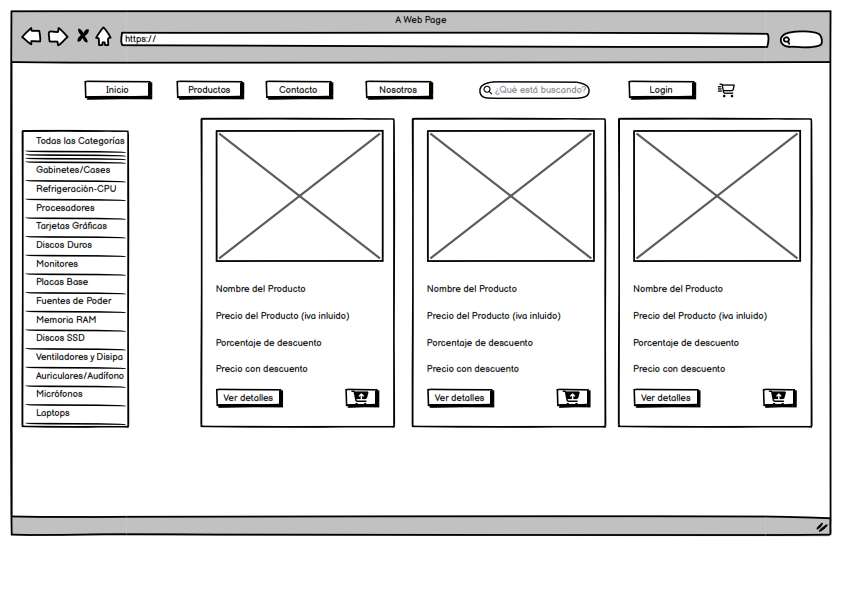 A Web Page
https://
Inicio
Productos
Contacto
Nosotros
¿Qué está buscando?
Login
Todas las Categorías
Gabinetes/Cases
Refrigeración-CPU
Procesadores
Tarjetas Gráficas
Discos Duros
Monitores
Placas Base
Fuentes de Poder
Memoria RAM
Discos SSD
Ventiladores y Disipa
Auriculares/Audífono
Micrófonos
Laptops
Nombre del Producto
Precio del Producto (iva inluido)
Porcentaje de descuento
Precio con descuento
Ver detalles
Nombre del Producto
Precio del Producto (iva inluido)
Porcentaje de descuento
Precio con descuento
Ver detalles
Nombre del Producto
Precio del Producto (iva inluido)
Porcentaje de descuento
Precio con descuento
Ver detalles